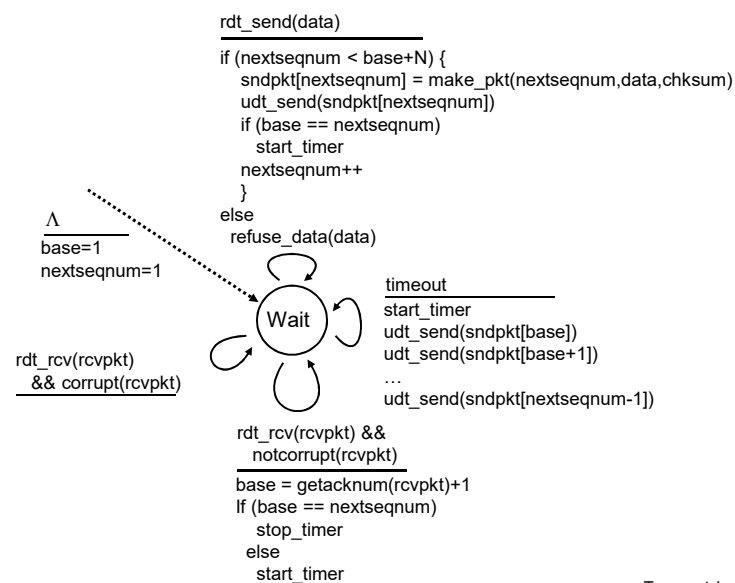 rdt_send(data)
if (nextseqnum < base+N) {
sndpkt[nextseqnum] = make_pkt(nextseqnum,data,chksum)
udt_send(sndpkt[nextseqnum])
if (base == nextseqnum)
start_timer
nextseqnum++
}
else
refuse_data(data)
Λ
base=1
nextseqnum=1
Wait
timeout
start_timer
udt_send(sndpkt[base])
udt_send(sndpkt[base+1])
…
udt_send(sndpkt[nextseqnum-1])
rdt_rcv(rcvpkt)
&& corrupt(rcvpkt)
rdt_rcv(rcvpkt) &&
notcorrupt(rcvpkt)
base = getacknum(rcvpkt)+1
If (base == nextseqnum)
stop_timer
else
start_timer